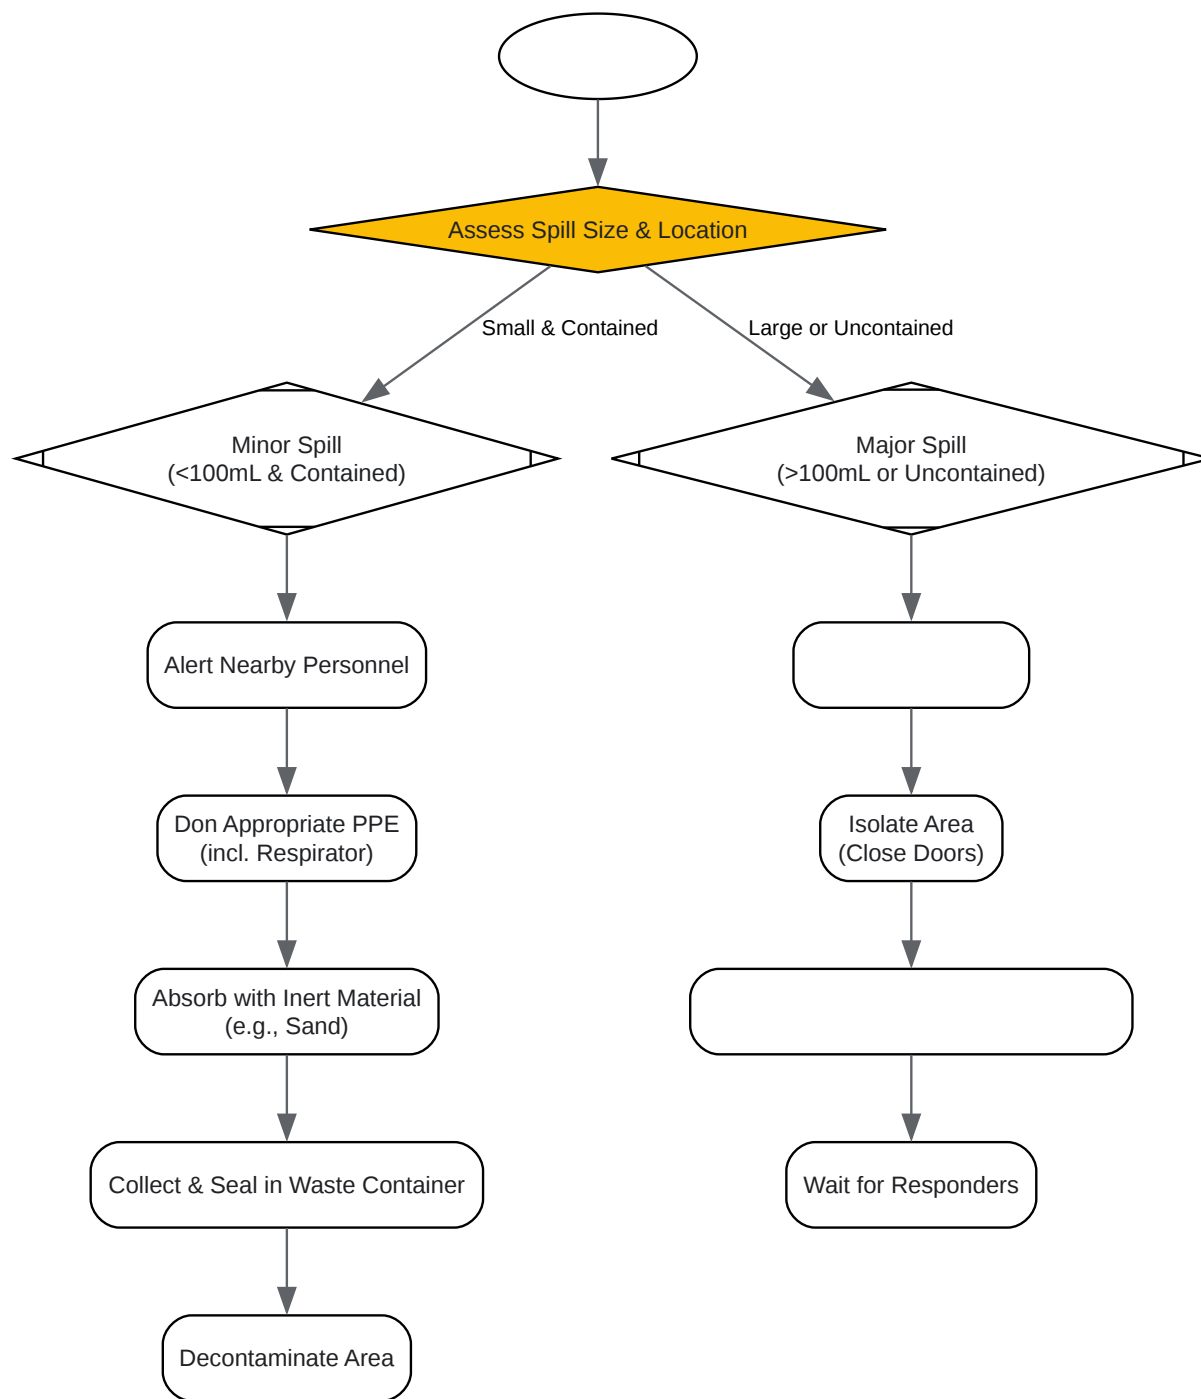 Assess Spill Size & Location
Small & Contained
Large or Uncontained
Minor Spill
(<100mL & Contained)
Major Spill
(>100mL or Uncontained)
Alert Nearby Personnel
Don Appropriate PPE
(incl. Respirator)
Isolate Area
(Close Doors)
Absorb with Inert Material
(e.g., Sand)
Collect & Seal in Waste Container
Wait for Responders
Decontaminate Area